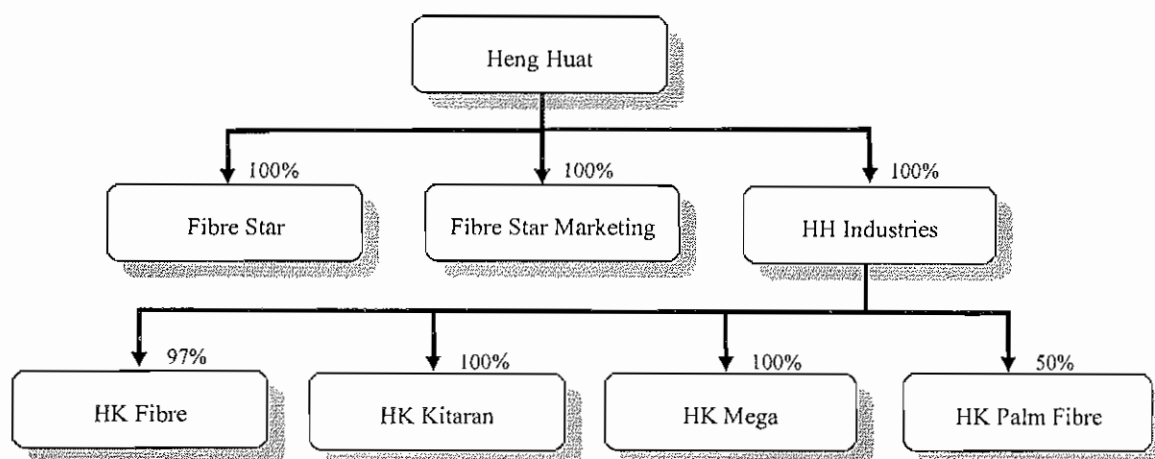 Heng Huat
100%
100%
100%
Fibre Star
Fibre Star Marketing
HH Industries
97%
100%
100%
50%
HK Fibre
HK Kitaran
HK Mega
HK Palm Fibre